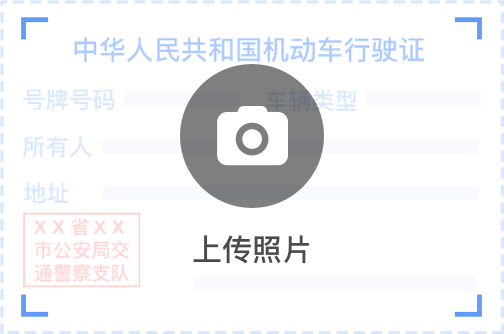 中华人民共和国机动车行驶证
号牌号码 车辆类型
所有人
地址
XX省XX
市公安局交
通警察支队
上传照片